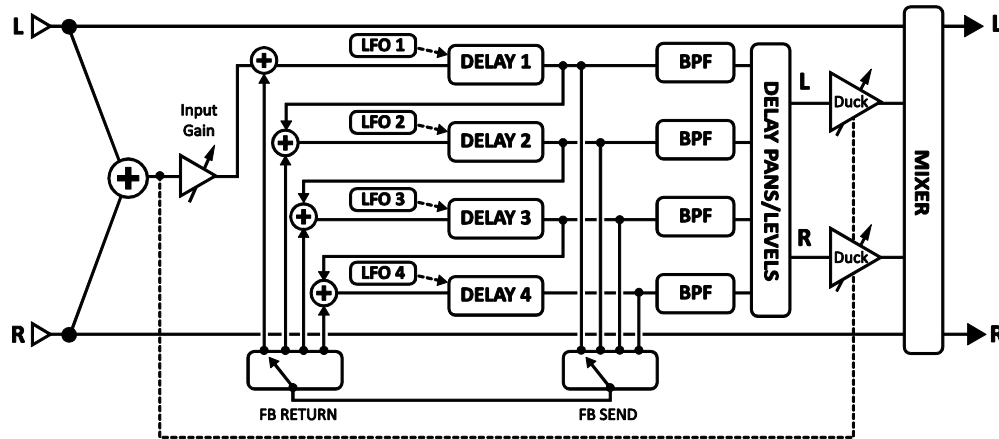 L
R
Input
Gain
+
+
+
+
+
LFO 1
DELAY 1
BPF
LFO 2
DELAY 2
BPF
LFO 3
DELAY 3
BPF
LFO 4
DELAY 4
BPF
DELAY PANS/LEVELS
L
Duck
R
Duck
MIXER
L
R
FB RETURN
FB SEND